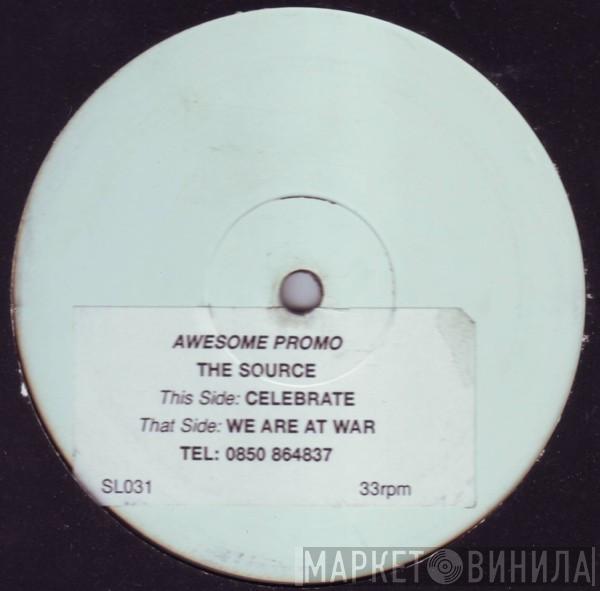 AWESOME PROMO
THE SOURCE
This Side: CELEBRATE
That Side: WE ARE AT WAR
TEL: 0850 864837
SL031 33rpm
МАРКЕТ ВИНИЛА